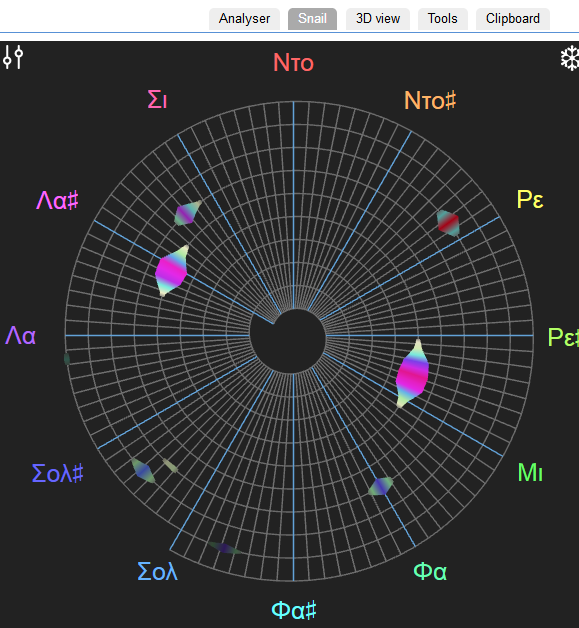 Analyser Snail 3D view Tools Clipboard
Ντο
Σι Ντο♯
Λα♯ Ρε
Λα Ρε♯
Σολ♯ Μι
Σολ Φα
Φα♯